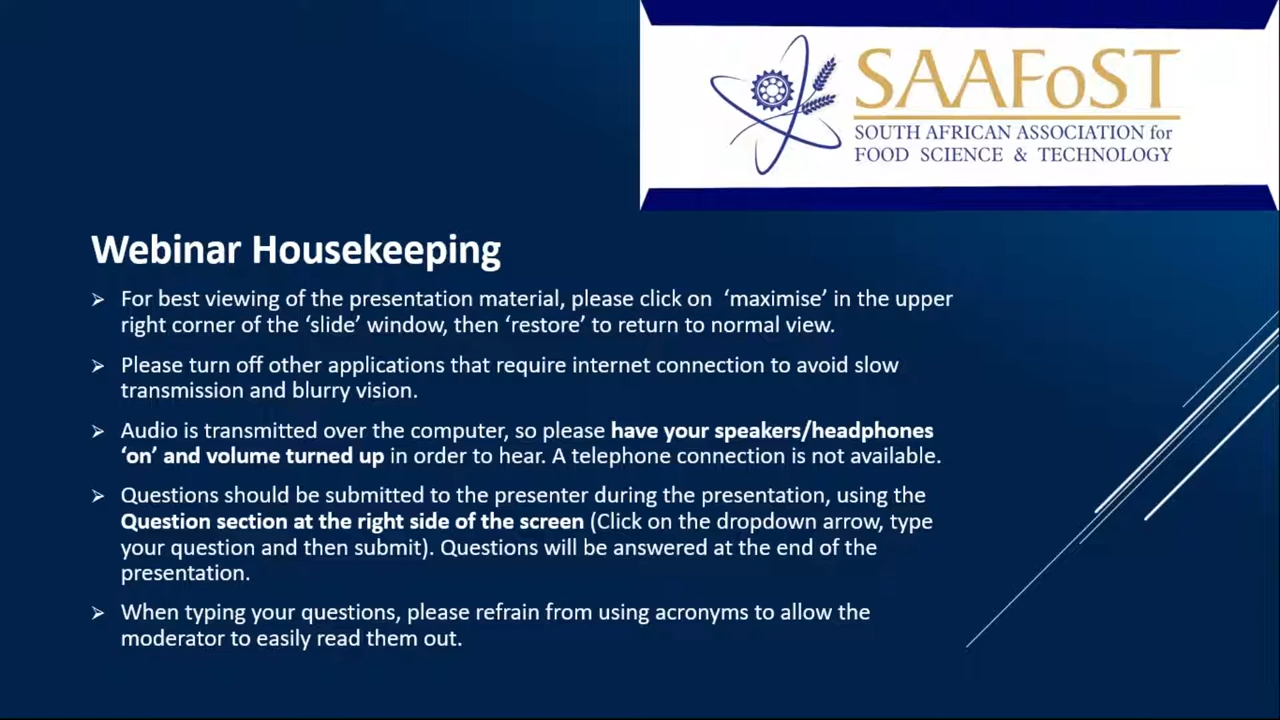 SAAFoST
SOUTH AFRICAN ASSOCIATION for
FOOD SCIENCE & TECHNOLOGY
Webinar Housekeeping
➢ For best viewing of the presentation material, please click on ‘maximise’ in the upper
right corner of the ‘slide’ window, then ‘restore’ to return to normal view.
➢ Please turn off other applications that require internet connection to avoid slow
transmission and blurry vision.
➢ Audio is transmitted over the computer, so please have your speakers/headphones
‘on’ and volume turned up in order to hear. A telephone connection is not available.
➢ Questions should be submitted to the presenter during the presentation, using the
Question section at the right side of the screen (Click on the dropdown arrow, type
your question and then submit). Questions will be answered at the end of the
presentation.
➢ When typing your questions, please refrain from using acronyms to allow the
moderator to easily read them out.